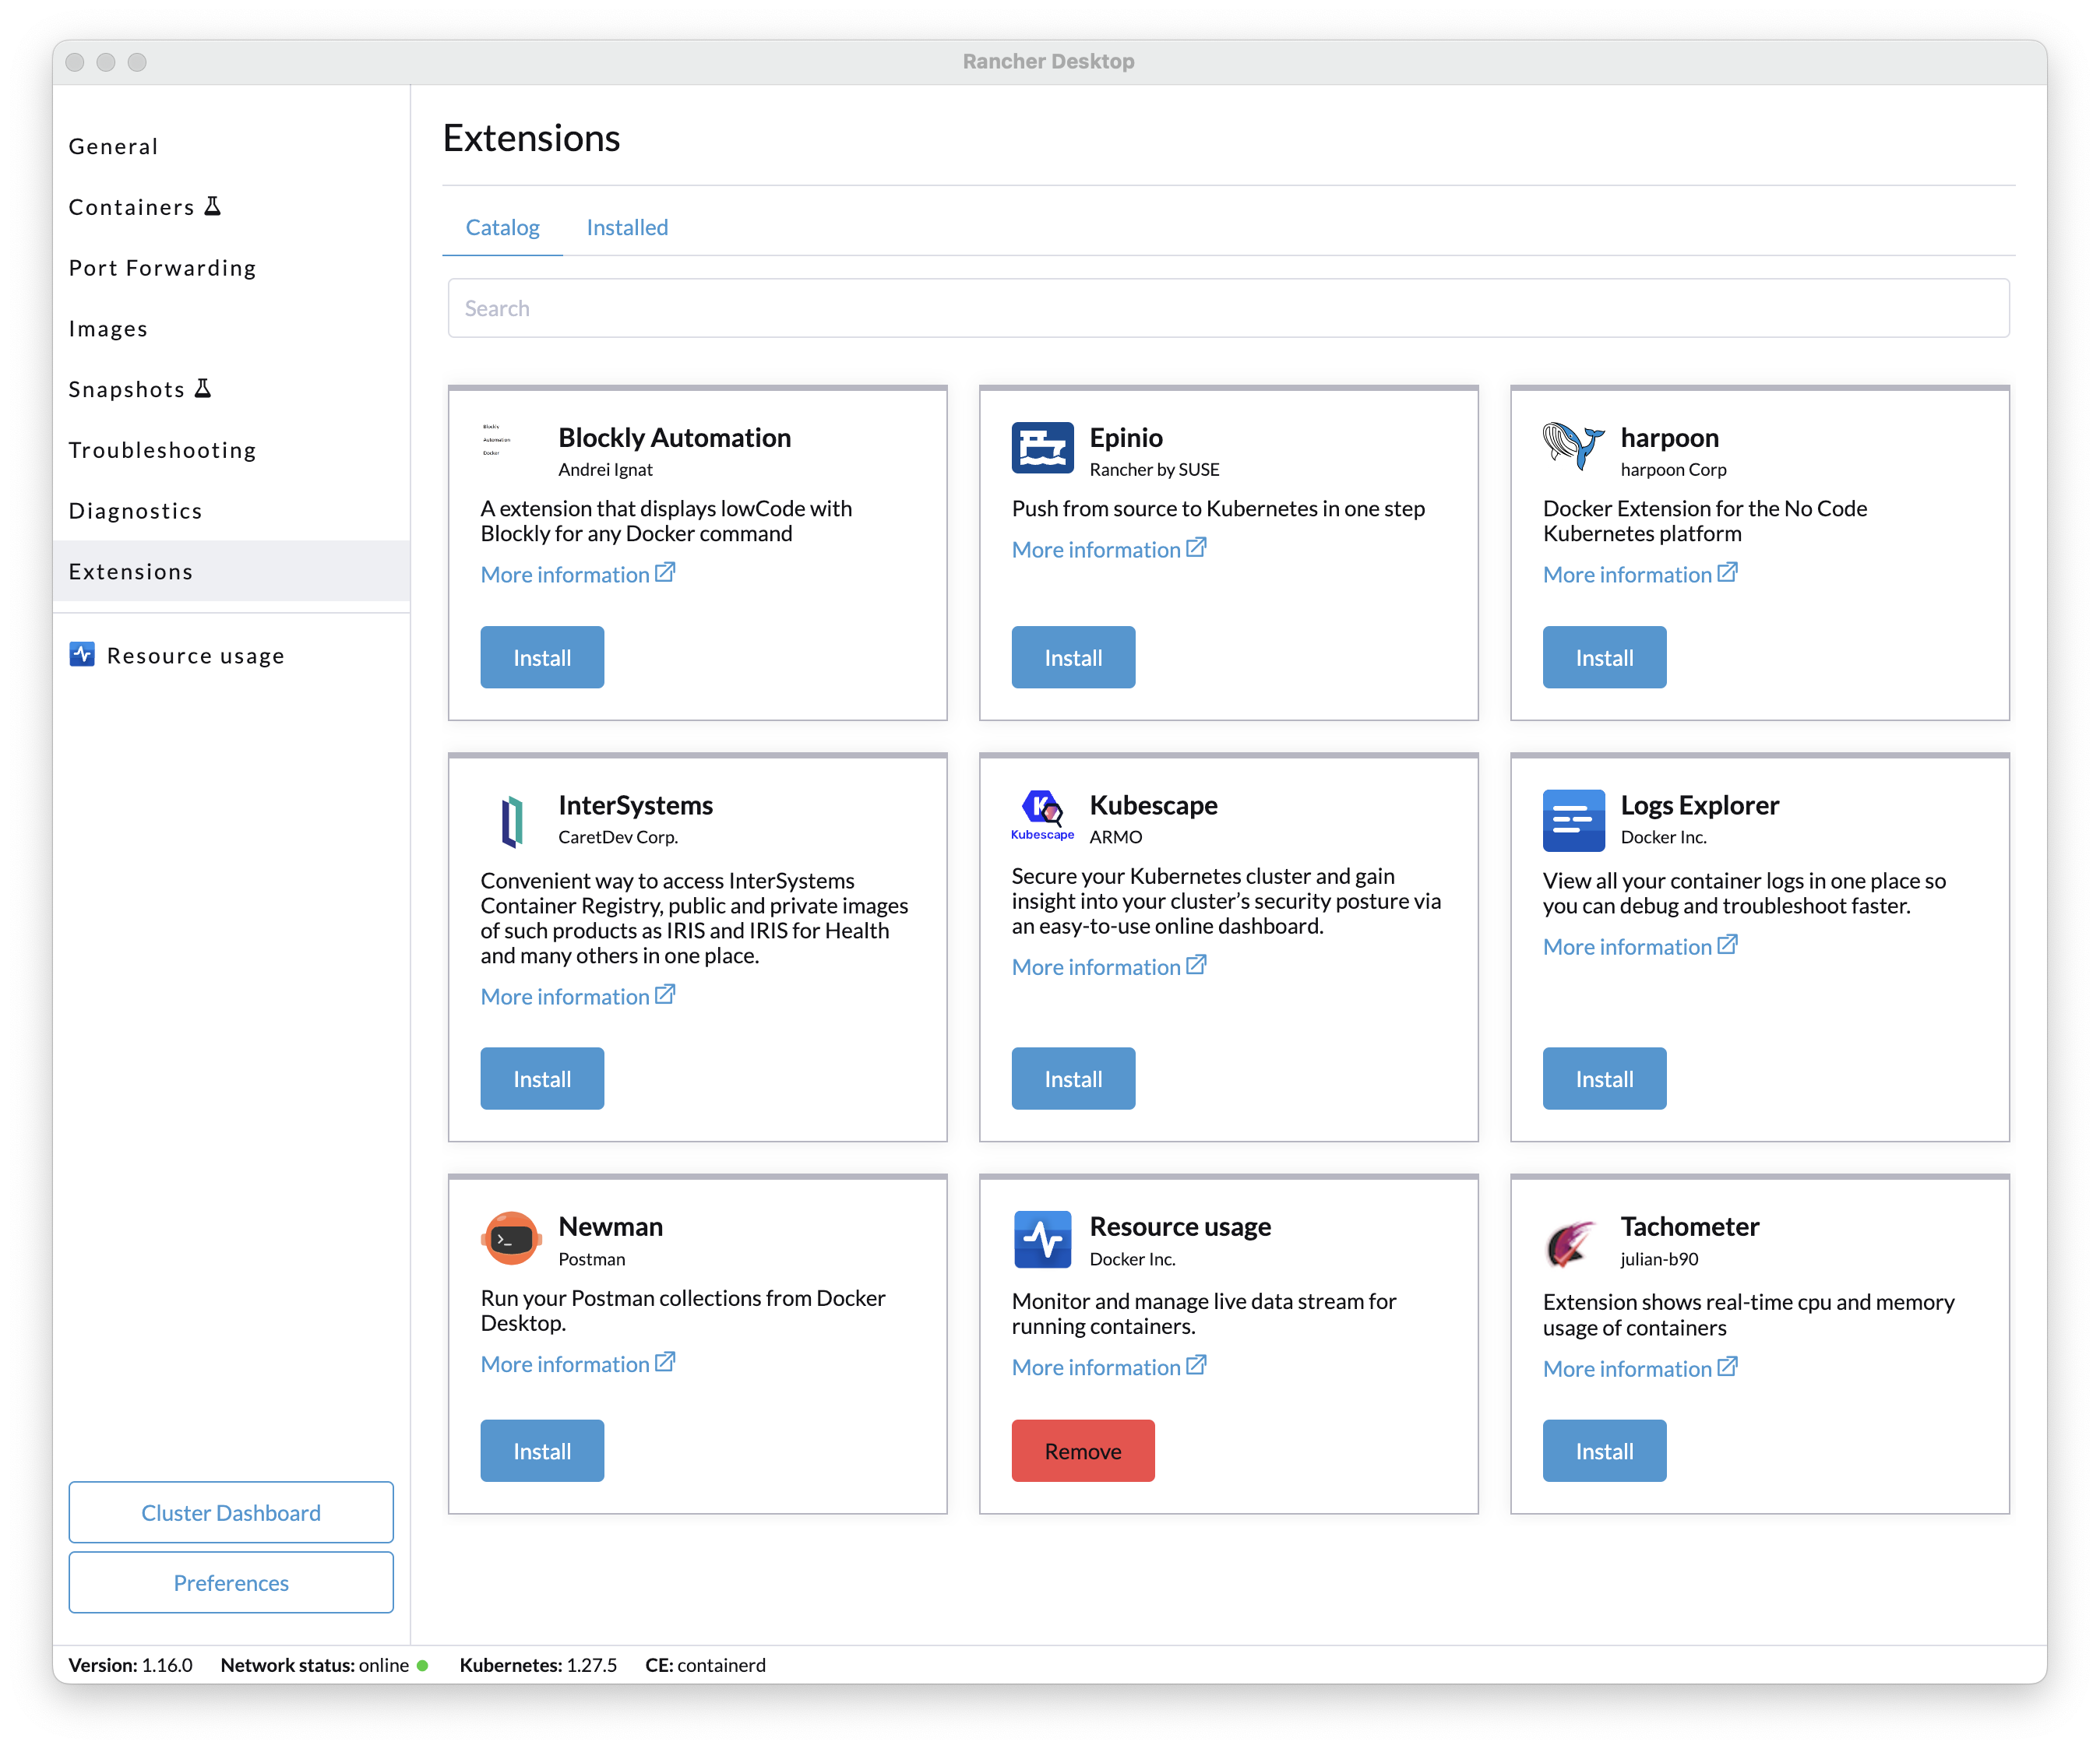 Rancher Desktop
General
Containers
Port Forwarding
Images
Snapshots
Troubleshooting
Diagnostics
Extensions
Resource usage
Cluster Dashboard
Preferences
Extensions
Catalog
Installed
Search
Blockly
Automation
Docker
Blockly Automation
Andrei Ignat
A extension that displays lowCode with
Blockly for any Docker command
More information
Install
Epinio
Rancher by SUSE
Push from source to Kubernetes in one step
More information
Install
harpoon
harpoon Corp
Docker Extension for the No Code
Kubernetes platform
More information
Install
InterSystems
CaretDev Corp.
Convenient way to access InterSystems
Container Registry, public and private images
of such products as IRIS and IRIS for Health
and many others in one place.
More information
Install
Kubescape
Kubescape
ARMO
Secure your Kubernetes cluster and gain
insight into your cluster’s security posture via
an easy-to-use online dashboard.
More information
Install
Logs Explorer
Docker Inc.
View all your container logs in one place so
you can debug and troubleshoot faster.
More information
Install
Newman
Postman
Run your Postman collections from Docker
Desktop.
More information
Install
Resource usage
Docker Inc.
Monitor and manage live data stream for
running containers.
More information
Remove
Tachometer
julian-b90
Extension shows real-time cpu and memory
usage of containers
More information
Install
Version: 1.16.0 Network status: online Kubernetes: 1.27.5 CE: containerd